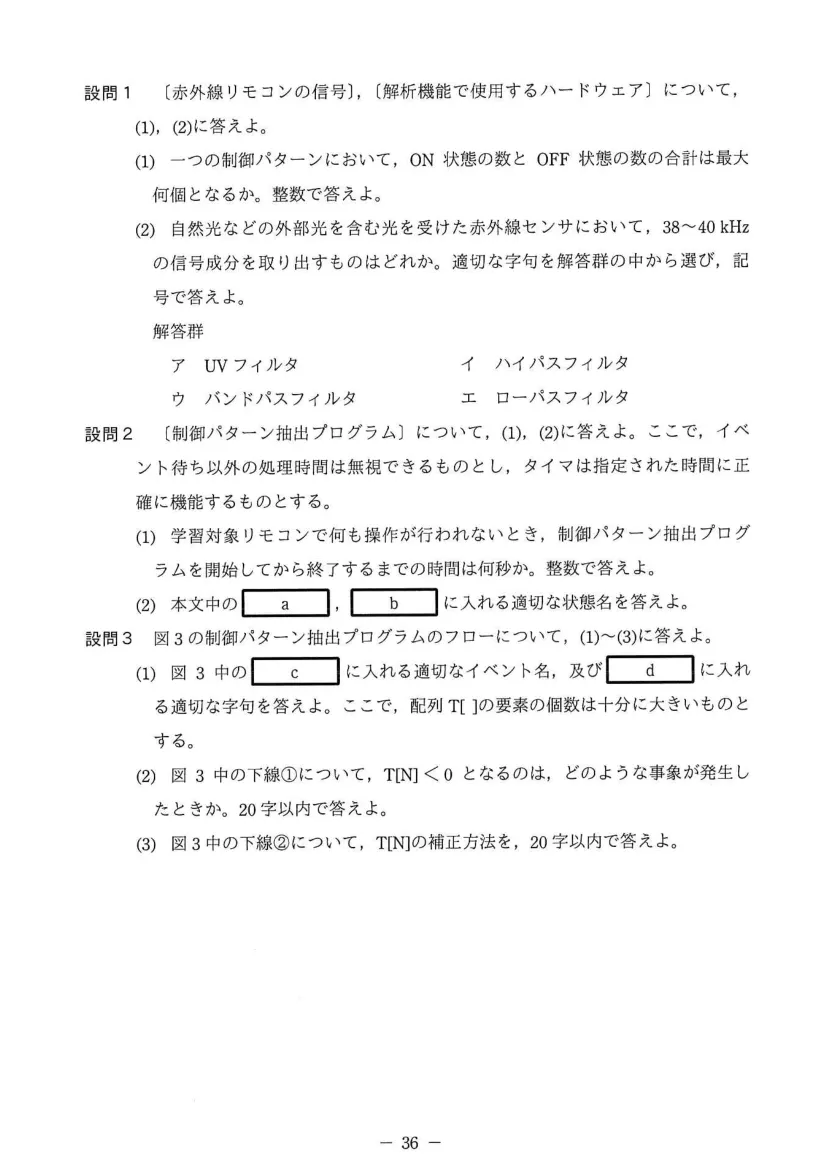 設問1 〔赤外線リモコンの信号〕,〔解析機能で使用するハードウェア〕について,
(1), (2)に答えよ。
(1) 一つの制御パターンにおいて,ON 状態の数と OFF 状態の数の合計は最大
何個となるか。整数で答えよ。
(2) 自然光などの外部光を含む光を受けた赤外線センサにおいて,38～40 kHz
の信号成分を取り出すものはどれか。適切な字句を解答群の中から選び,記
号で答えよ。
解答群
ア UV フィルタ イ ハイパスフィルタ
ウ バンドパスフィルタ エ ローパスフィルタ
設問2 〔制御パターン抽出プログラム〕について,(1), (2)に答えよ。ここで,イベ
ント待ち以外の処理時間は無視できるものとし,タイマは指定された時間に正
確に機能するものとする。
(1) 学習対象リモコンで何も操作が行われないとき,制御パターン抽出プログ
ラムを開始してから終了するまでの時間は何秒か。整数で答えよ。
(2) 本文中の a , b に入れる適切な状態名を答えよ。
設問3 図3の制御パターン抽出プログラムのフローについて,(1)～(3)に答えよ。
(1) 図 3 中の c に入れる適切なイベント名,及び d に入れ
る適切な字句を答えよ。ここで,配列 T[ ]の要素の個数は十分に大きいものと
する。
(2) 図 3 中の下線①について,T[N]＜0 となるのは,どのような事象が発生し
たときか。20 字以内で答えよ。
(3) 図3中の下線②について,T[N]の補正方法を,20 字以内で答えよ。
－ 36 －